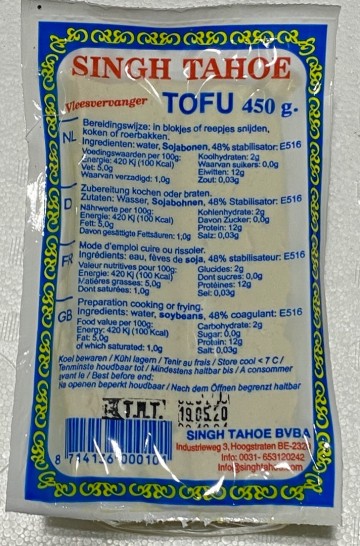 SINGH TAHOE
Vleesvervanger TOFU 450 g.
NL
Bereidingswijze: In blokjes of reepjes snijden,
koken of roerbakken.
Ingredienten: water, Sojabonen, 48% stabilisator: E516
Voedingswaarden per 100g: Koolhydraten: 2g
Energie: 420 KJ (100 Kcal) Waarvan suikers: 0,0g
Vet: 5,0g Eiwitten: 12g
Waarvan verzadigd: 1,0g Zout: 0,03g
D
Zubereitung kochen oder braten.
Zutaten: Wasser, Sojabohnen, 48% Stabilisator: E516
Nährwerte per 100g: Kohlenhydrate: 2g
Energie: 420 KJ (100 Kcal) Davon Zucker: 0,0g
Fett: 5,0g Protein: 12g
Davon gesättigte Fettsäuren: 1,0g Salz: 0,03g
FR
Mode d'emploi cuire ou rissoler.
Ingrédients: eau, fèves de soja, 48% stabilisateur: E516
Valeur nutritives pour 100g: Glucides: 2g
Énergie: 420 KJ (100 Kcal) Dont sucres: 0,0g
Matières grasses: 5,0g Protéines: 12g
Dont saturées: 1,0g Sel: 0,03g
GB
Preparation cooking or frying.
Ingredients: water, soybeans, 48% coagulant: E516
Food value per 100g: Carbohydrate: 2g
Energy: 420 KJ (100 Kcal) Sugar: 0,0g
Fat: 5,0g Protein: 12g
of which saturated: 1,0g Salt: 0,03g
Koel bewaren / Kühl lagern / Tenir au frais / Store cool < 7 C /
Tenminste houdbaar tot / Mindestens haltbar bis / A consommer
avant le / Best before end:
Na openen beperkt houdbaar / Nach dem Öffnen begrenzt haltbar
T.H.T. 19.05.20
SINGH TAHOE BVBA
Industrieweg 3, Hoogstraten BE-232
Info: 0031- 653120242
Info@singhtahoe.com